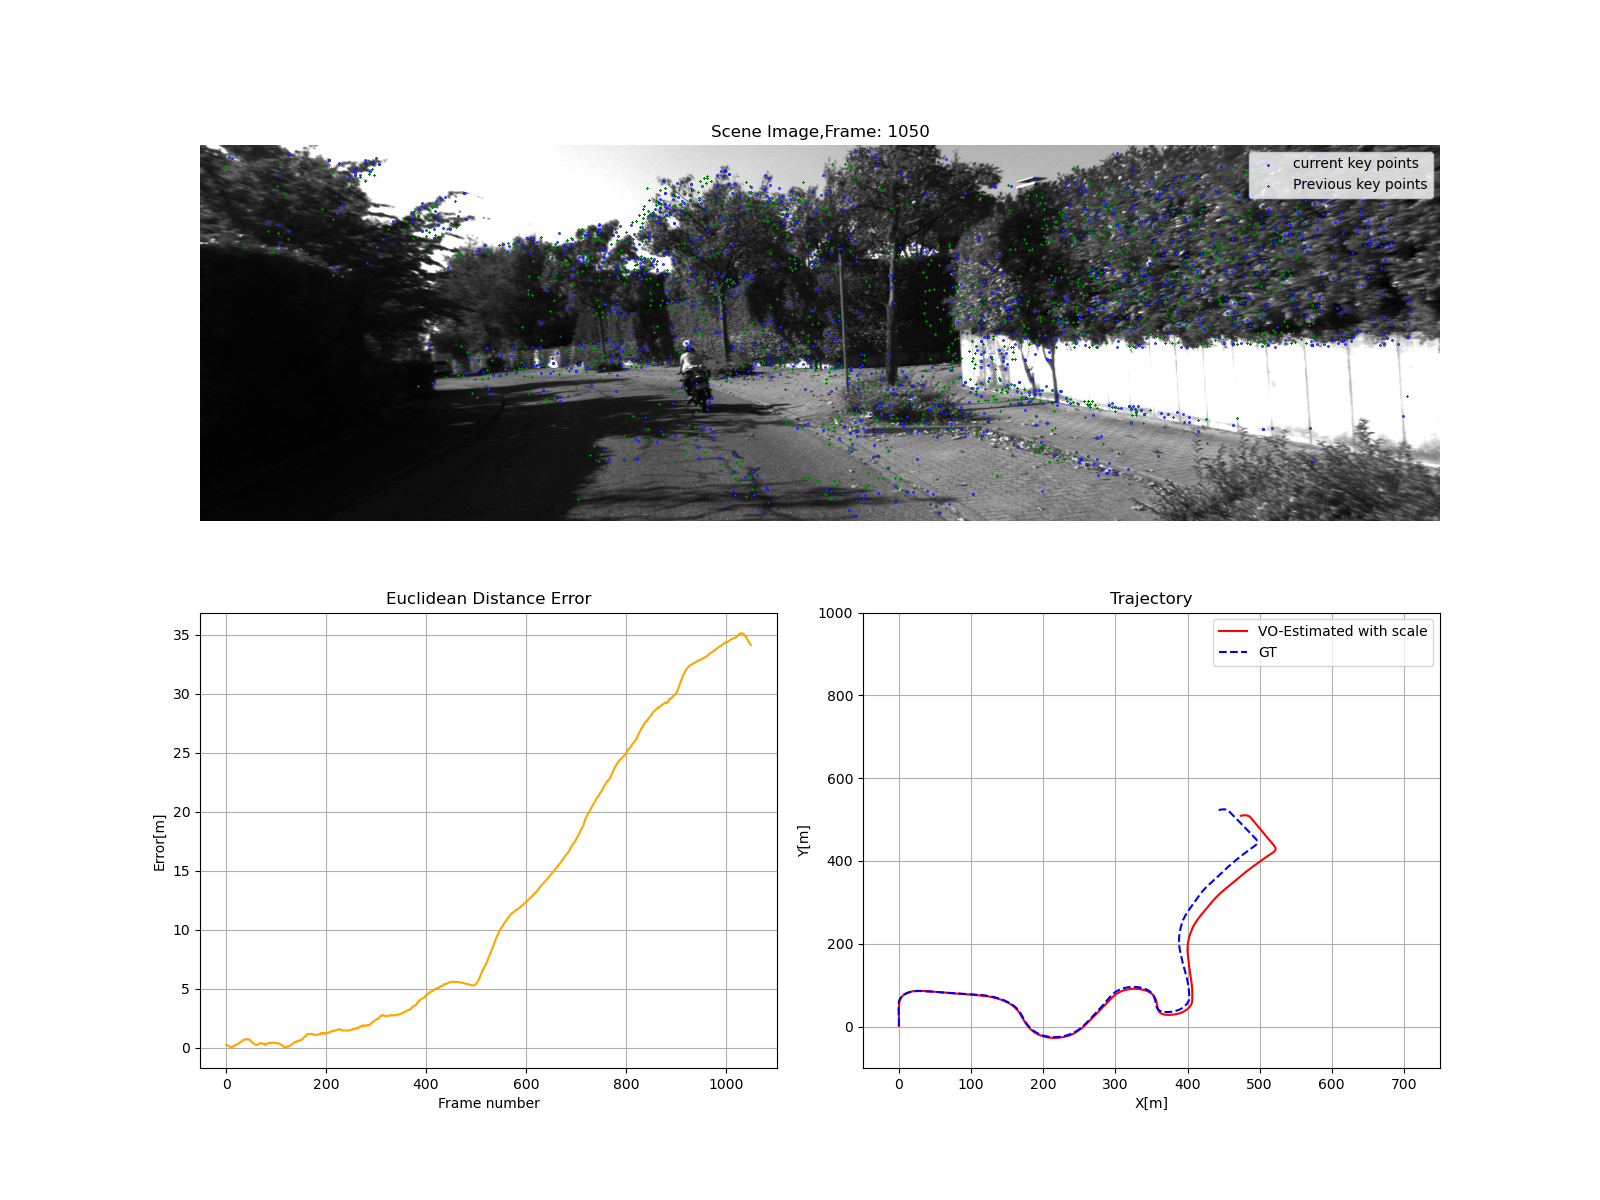 Scene Image,Frame: 1050
current key points
Previous key points
Euclidean Distance Error
35
30
25
20
15
10
5
0
Error[m]
0 200 400 600 800 1000
Frame number
Trajectory
VO-Estimated with scale
GT
1000
800
600
400
200
0
Y[m]
0 100 200 300 400 500 600 700
X[m]